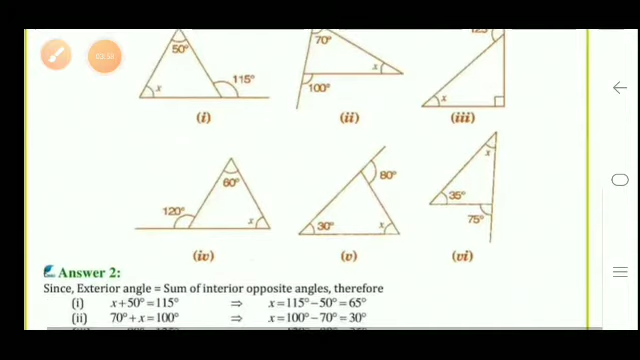 50°
x
115°
(i)
70°
x
100°
(ii)
x
(iii)
120°
60°
x
(iv)
80°
30°
x
(v)
x
35°
75°
(vi)
Answer 2:
Since, Exterior angle = Sum of interior opposite angles, therefore
(i) x+50°=115° ⇒ x=115°−50°=65°
(ii) 70°+x=100° ⇒ x=100°−70°=30°